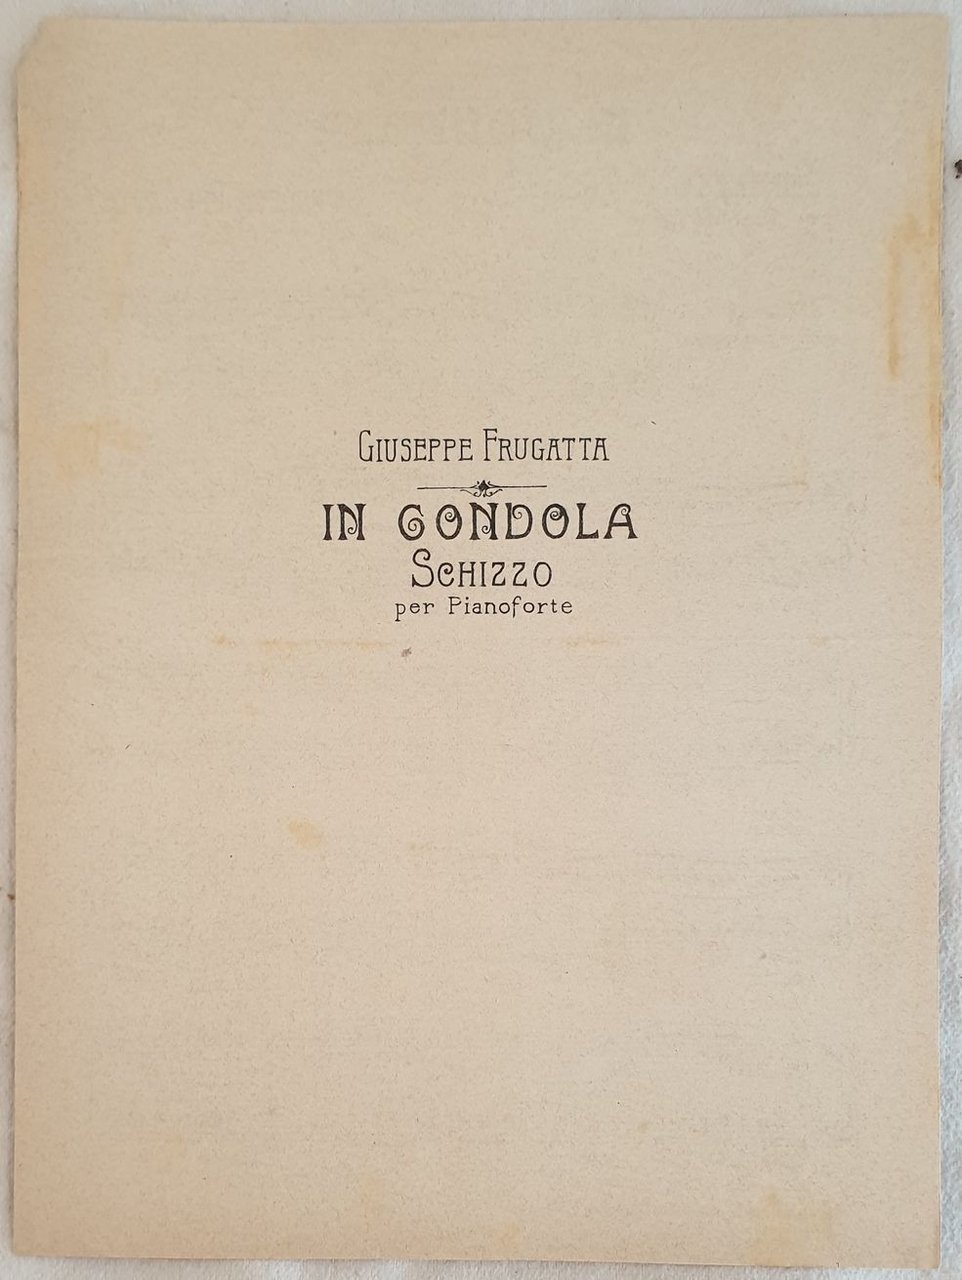 GIUSEPPE FRUGATTA
IN GONDOLA
SCHIZZO
per Pianoforte